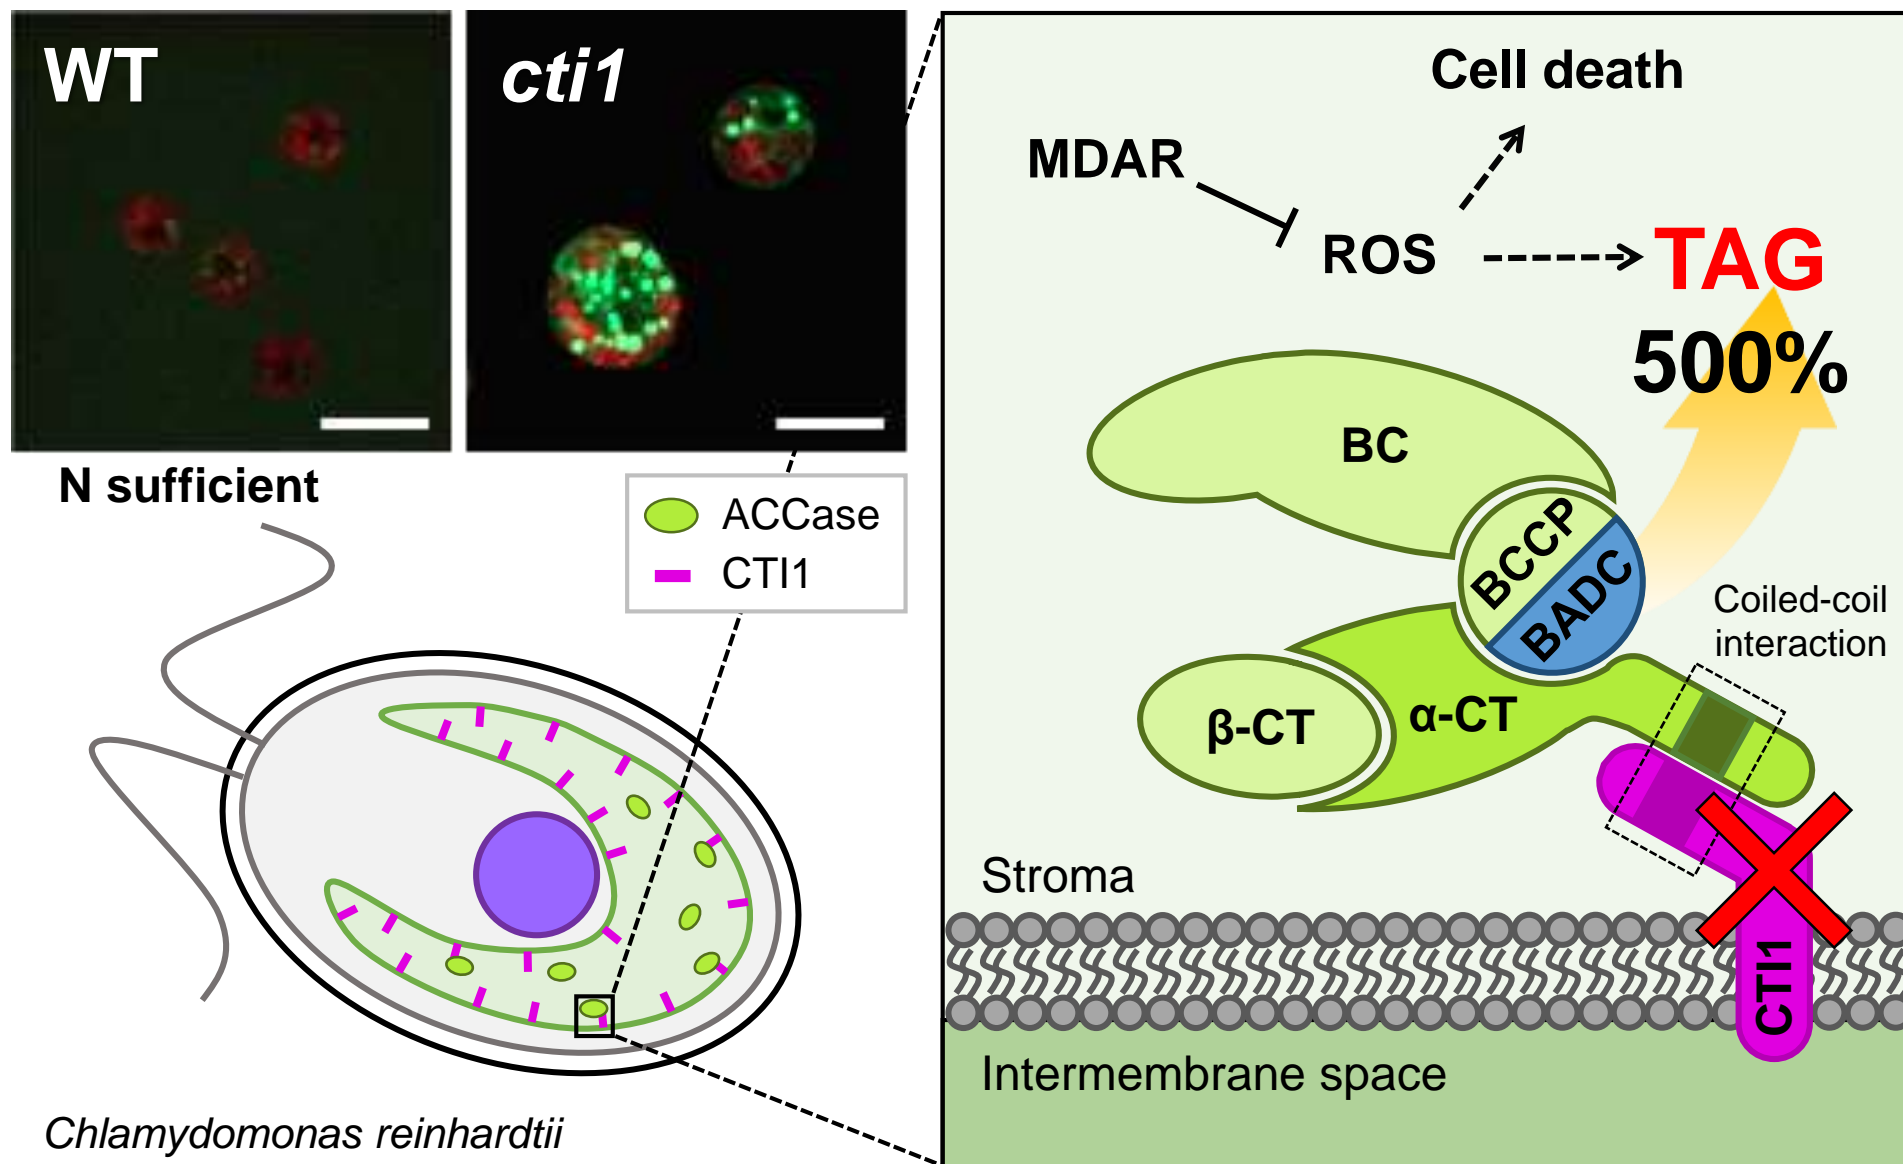 WT
cti1
N sufficient
ACCase
CTI1
Chlamydomonas reinhardtii
Cell death
MDAR
ROS
TAG
500%
BC
BCCP
BADC
Coiled-coil
interaction
β-CT
α-CT
Stroma
CTI1
Intermembrane space